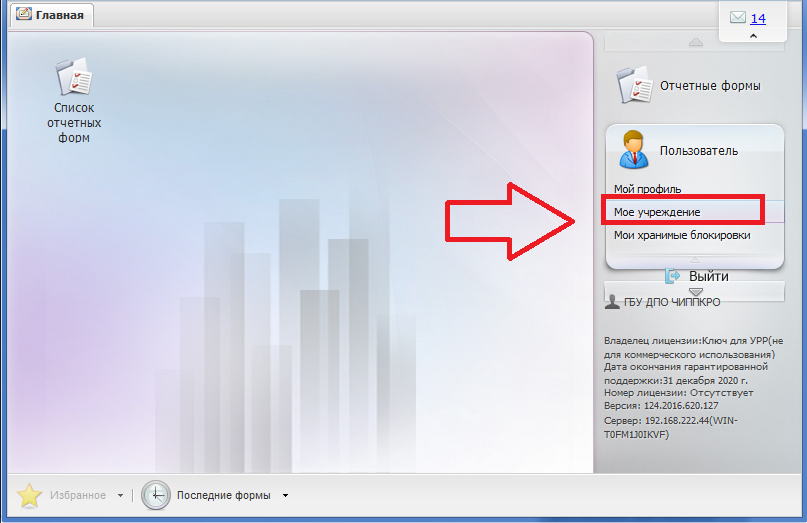 Главная
14
Список
отчетных
форм
Отчетные формы
Пользователь
Мой профиль
Мое учреждение
Мои хранимые блокировки
Выйти
ГБУ ДПО ЧИППКРО
Владелец лицензии:Ключ для УРР(не
для коммерческого использования)
Дата окончания гарантированной
поддержки:31 декабря 2020 г.
Номер лицензии: Отсутствует
Версия: 124.2016.620.127
Сервер: 192.168.222.44(WIN-
T0FM1J0IKVF)
Избранное
Последние формы